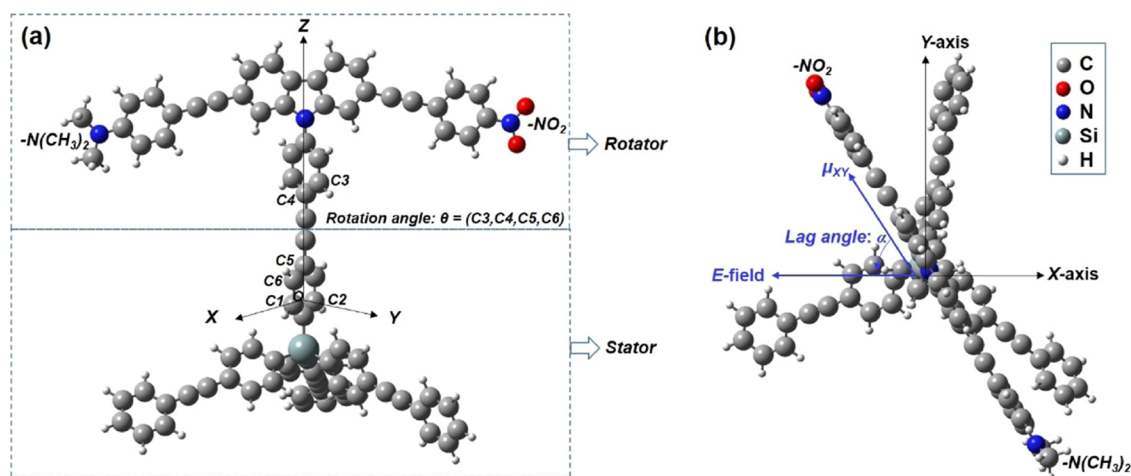 (a)
Z
-N(CH3)2
-NO2
C3
C4
Rotation angle: θ = (C3,C4,C5,C6)
C5
C6
C1
O
C2
X
Y
Rotator
Stator
(b)
Y-axis
-NO2
μXY
Lag angle: α
E-field
X-axis
-N(CH3)2
C
O
N
Si
H